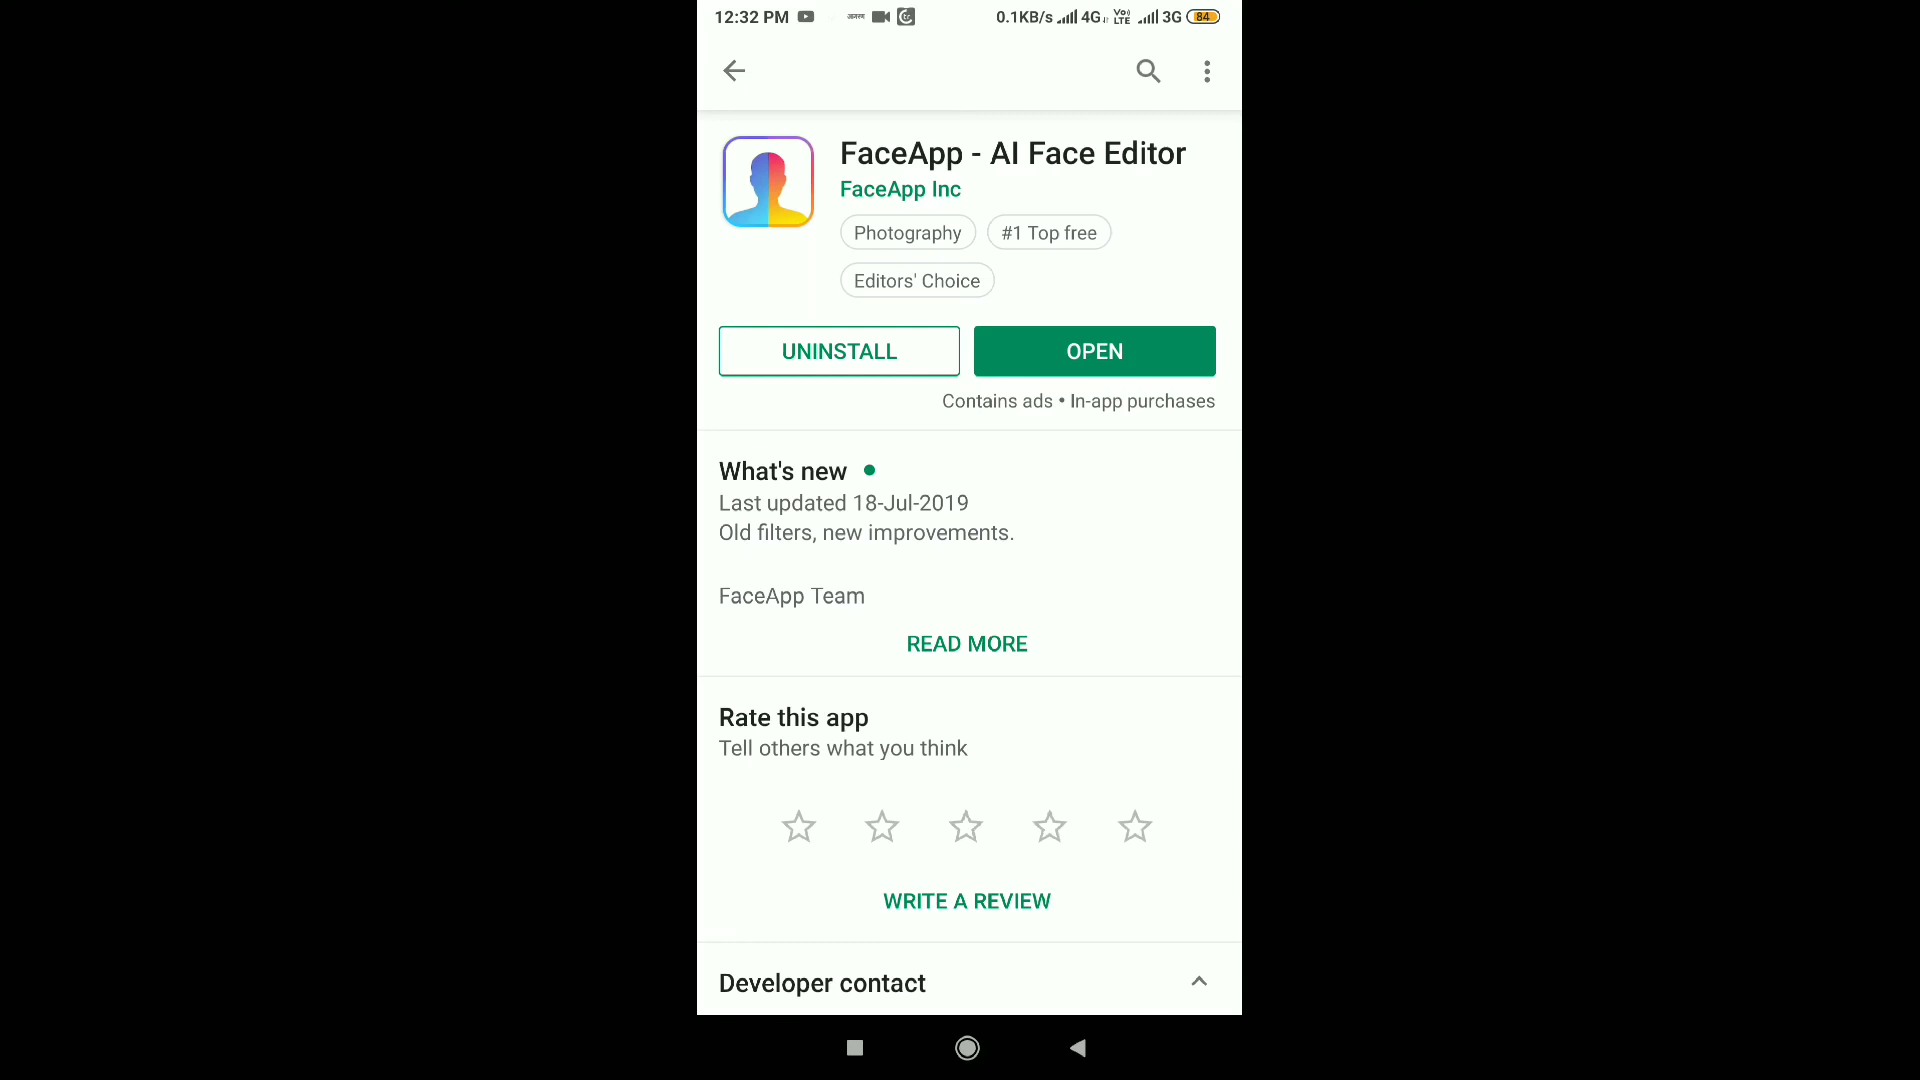 12:32 PM 0.1KB/s 4G Vo) LTE 3G 84
FaceApp - AI Face Editor
FaceApp Inc
Photography #1 Top free
Editors' Choice
UNINSTALL OPEN
Contains ads • In-app purchases
What's new
Last updated 18-Jul-2019
Old filters, new improvements.
FaceApp Team
READ MORE
Rate this app
Tell others what you think
WRITE A REVIEW
Developer contact